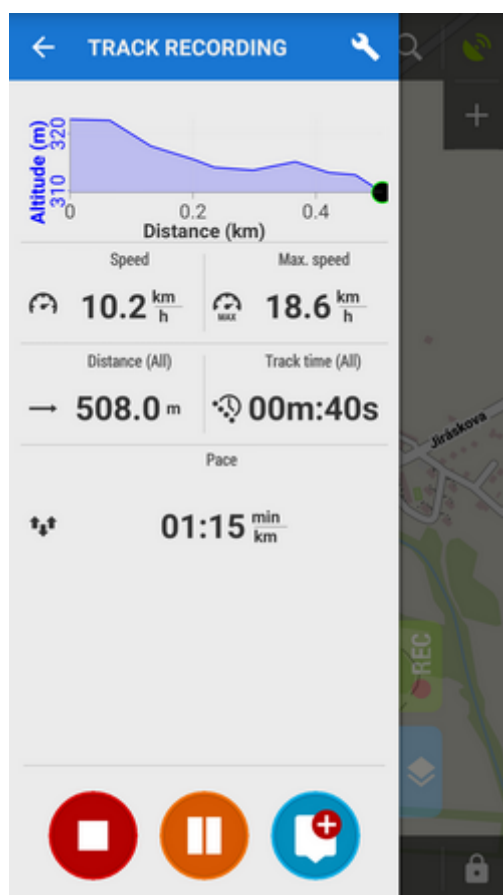 TRACK RECORDING
Altitude (m)
320
310
0 0.2 0.4
Distance (km)
Speed Max. speed
10.2 km/h MAX 18.6 km/h
Distance (All) Track time (All)
508.0 m 00m:40s
Pace
01:15 min/km
Jiráskova
REC